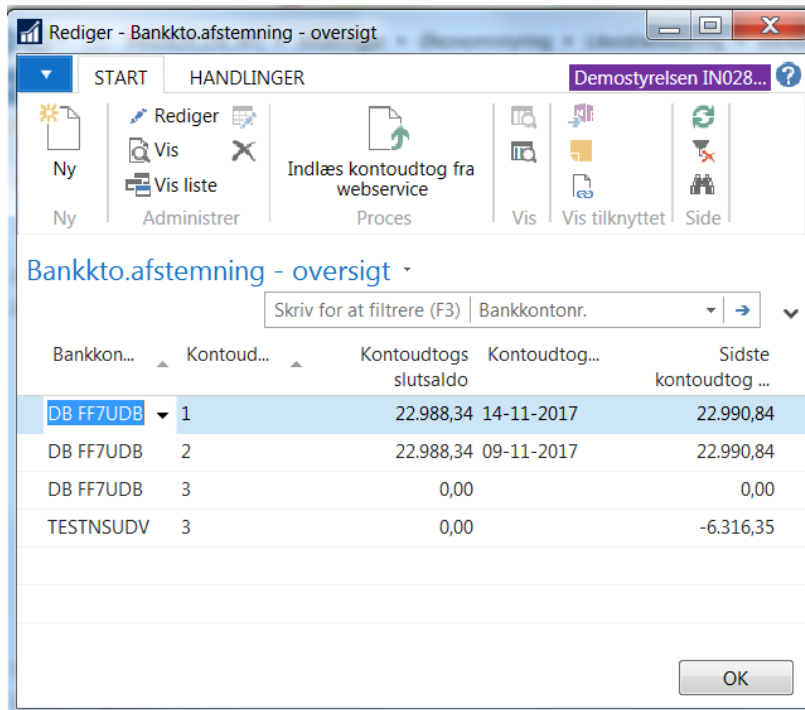 Rediger - Bankkto.afstemning - oversigt
START HANDLINGER Demostyrelsen IN028...
Ny
Rediger
Vis
Vis liste
Indlæs kontoudtog fra webservice
Ny Administrer Proces Vis Vis tilknyttet Side
Bankkto.afstemning - oversigt
Skriv for at filtrere (F3) Bankkontonr.
Bankkon... Kontoud... Kontoudtogs slutsaldo Kontoudtog... Sidste kontoudtog ...
DB FF7UDB 1 22.988,34 14-11-2017 22.990,84
DB FF7UDB 2 22.988,34 09-11-2017 22.990,84
DB FF7UDB 3 0,00 0,00
TESTNSUDV 3 0,00 -6.316,35
OK